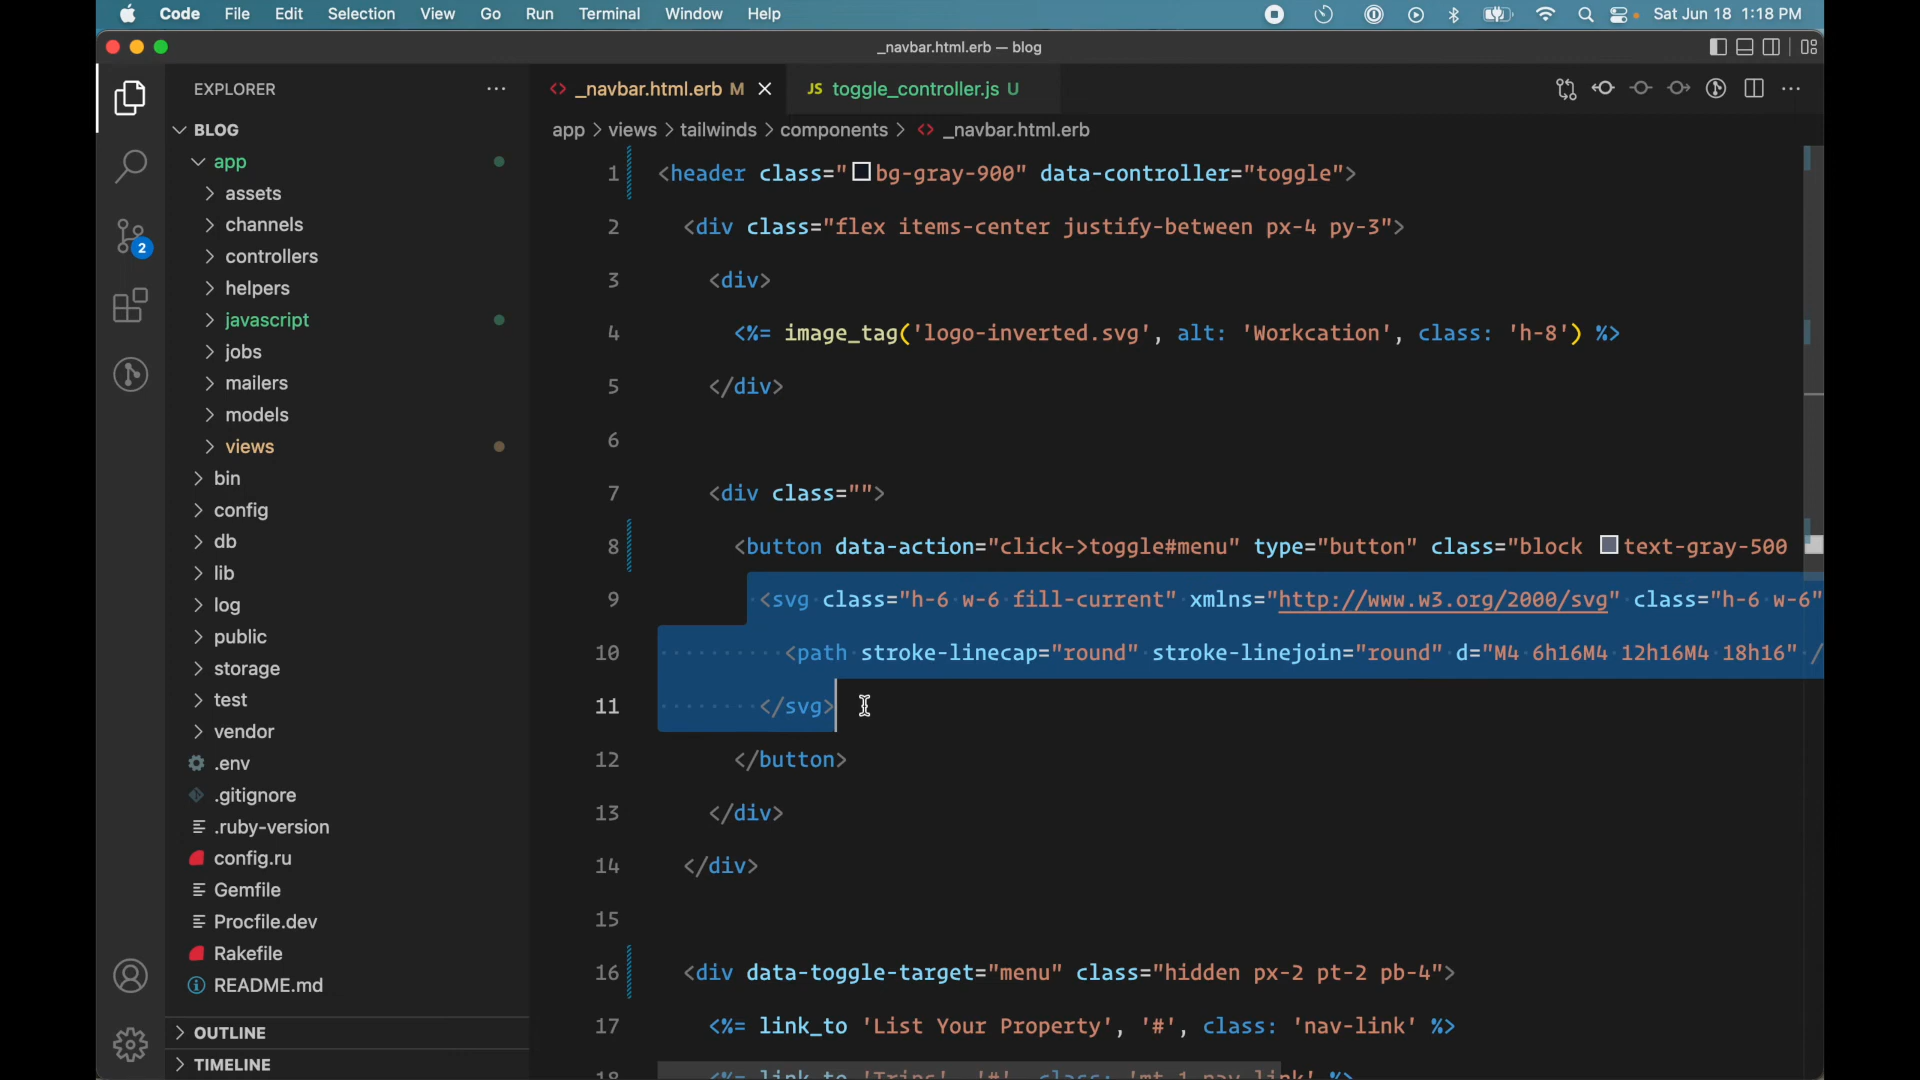 Code File Edit Selection View Go Run Terminal Window Help Sat Jun 18 1:18 PM
_navbar.html.erb — blog
EXPLORER
BLOG
app
assets
channels
controllers
helpers
javascript
jobs
mailers
models
views
bin
config
db
lib
log
public
storage
test
vendor
.env
.gitignore
.ruby-version
config.ru
Gemfile
Procfile.dev
Rakefile
README.md
OUTLINE
TIMELINE
2
_navbar.html.erb M
JS toggle_controller.js U
app > views > tailwinds > components > _navbar.html.erb
1 <header class="bg-gray-900" data-controller="toggle">
2 <div class="flex items-center justify-between px-4 py-3">
3 <div>
4 <%= image_tag('logo-inverted.svg', alt: 'Workcation', class: 'h-8') %>
5 </div>
6
7 <div class="">
8 <button data-action="click->toggle#menu" type="button" class="block text-gray-500
9 <svg class="h-6 w-6 fill-current" xmlns="http://www.w3.org/2000/svg" class="h-6 w-6"
10 <path stroke-linecap="round" stroke-linejoin="round" d="M4 6h16M4 12h16M4 18h16" /
11 </svg>
12 </button>
13 </div>
14 </div>
15
16 <div data-toggle-target="menu" class="hidden px-2 pt-2 pb-4">
17 <%= link_to 'List Your Property', '#', class: 'nav-link' %>
18 <%= link_to 'Trips', '#', class: 'mt-1 nav-link' %>